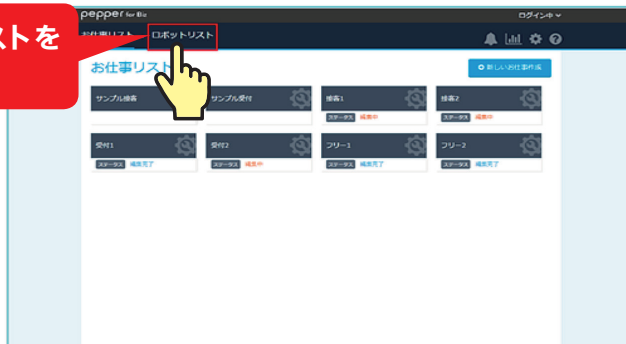 pepper for Biz
ログイン中
ストを
ロボットリスト
お仕事リスト
新しいお仕事作成
サンプル接客
サンプル受付
接客1
接客2
ステータス 編集中
ステータス 編集中
受付1
受付2
フリー1
フリー2
ステータス 編集完了
ステータス 編集中
ステータス 編集完了
ステータス 編集完了